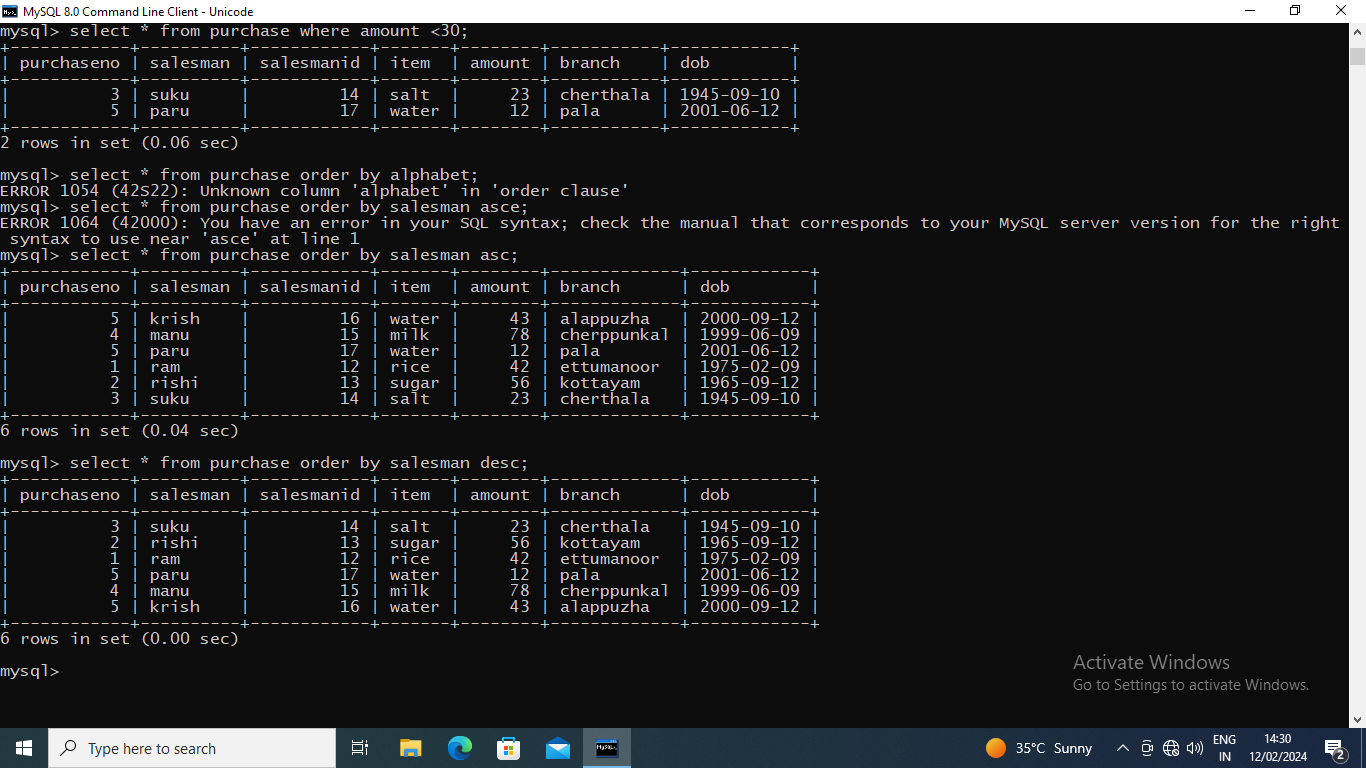 MySQL 8.0 Command Line Client - Unicode
mysql> select * from purchase where amount <30;
+------------+----------+------------+-------+--------+-----------+------------+
| purchaseno | salesman | salesmanid | item  | amount | branch    | dob        |
+------------+----------+------------+-------+--------+-----------+------------+
|          3 | suku     |         14 | salt  |     23 | cherthala | 1945-09-10 |
|          5 | paru     |         17 | water |     12 | pala      | 2001-06-12 |
+------------+----------+------------+-------+--------+-----------+------------+
2 rows in set (0.06 sec)
mysql> select * from purchase order by alphabet;
ERROR 1054 (42S22): Unknown column 'alphabet' in 'order clause'
mysql> select * from purchase order by salesman asce;
ERROR 1064 (42000): You have an error in your SQL syntax; check the manual that corresponds to your MySQL server version for the right
 syntax to use near 'asce' at line 1
mysql> select * from purchase order by salesman asc;
+------------+----------+------------+-------+--------+-------------+------------+
| purchaseno | salesman | salesmanid | item  | amount | branch      | dob        |
+------------+----------+------------+-------+--------+-------------+------------+
|          5 | krish    |         16 | water |     43 | alappuzha   | 2000-09-12 |
|          4 | manu     |         15 | milk  |     78 | cherppunkal | 1999-06-09 |
|          5 | paru     |         17 | water |     12 | pala        | 2001-06-12 |
|          1 | ram      |         12 | rice  |     42 | ettumanoor  | 1975-02-09 |
|          2 | rishi    |         13 | sugar |     56 | kottayam    | 1965-09-12 |
|          3 | suku     |         14 | salt  |     23 | cherthala   | 1945-09-10 |
+------------+----------+------------+-------+--------+-------------+------------+
6 rows in set (0.04 sec)
mysql> select * from purchase order by salesman desc;
+------------+----------+------------+-------+--------+-------------+------------+
| purchaseno | salesman | salesmanid | item  | amount | branch      | dob        |
+------------+----------+------------+-------+--------+-------------+------------+
|          3 | suku     |         14 | salt  |     23 | cherthala   | 1945-09-10 |
|          2 | rishi    |         13 | sugar |     56 | kottayam    | 1965-09-12 |
|          1 | ram      |         12 | rice  |     42 | ettumanoor  | 1975-02-09 |
|          5 | paru     |         17 | water |     12 | pala        | 2001-06-12 |
|          4 | manu     |         15 | milk  |     78 | cherppunkal | 1999-06-09 |
|          5 | krish    |         16 | water |     43 | alappuzha   | 2000-09-12 |
+------------+----------+------------+-------+--------+-------------+------------+
6 rows in set (0.00 sec)
mysql>
Activate Windows
Go to Settings to activate Windows.
Type here to search
35°C Sunny
ENG
IN
14:30
12/02/2024
2